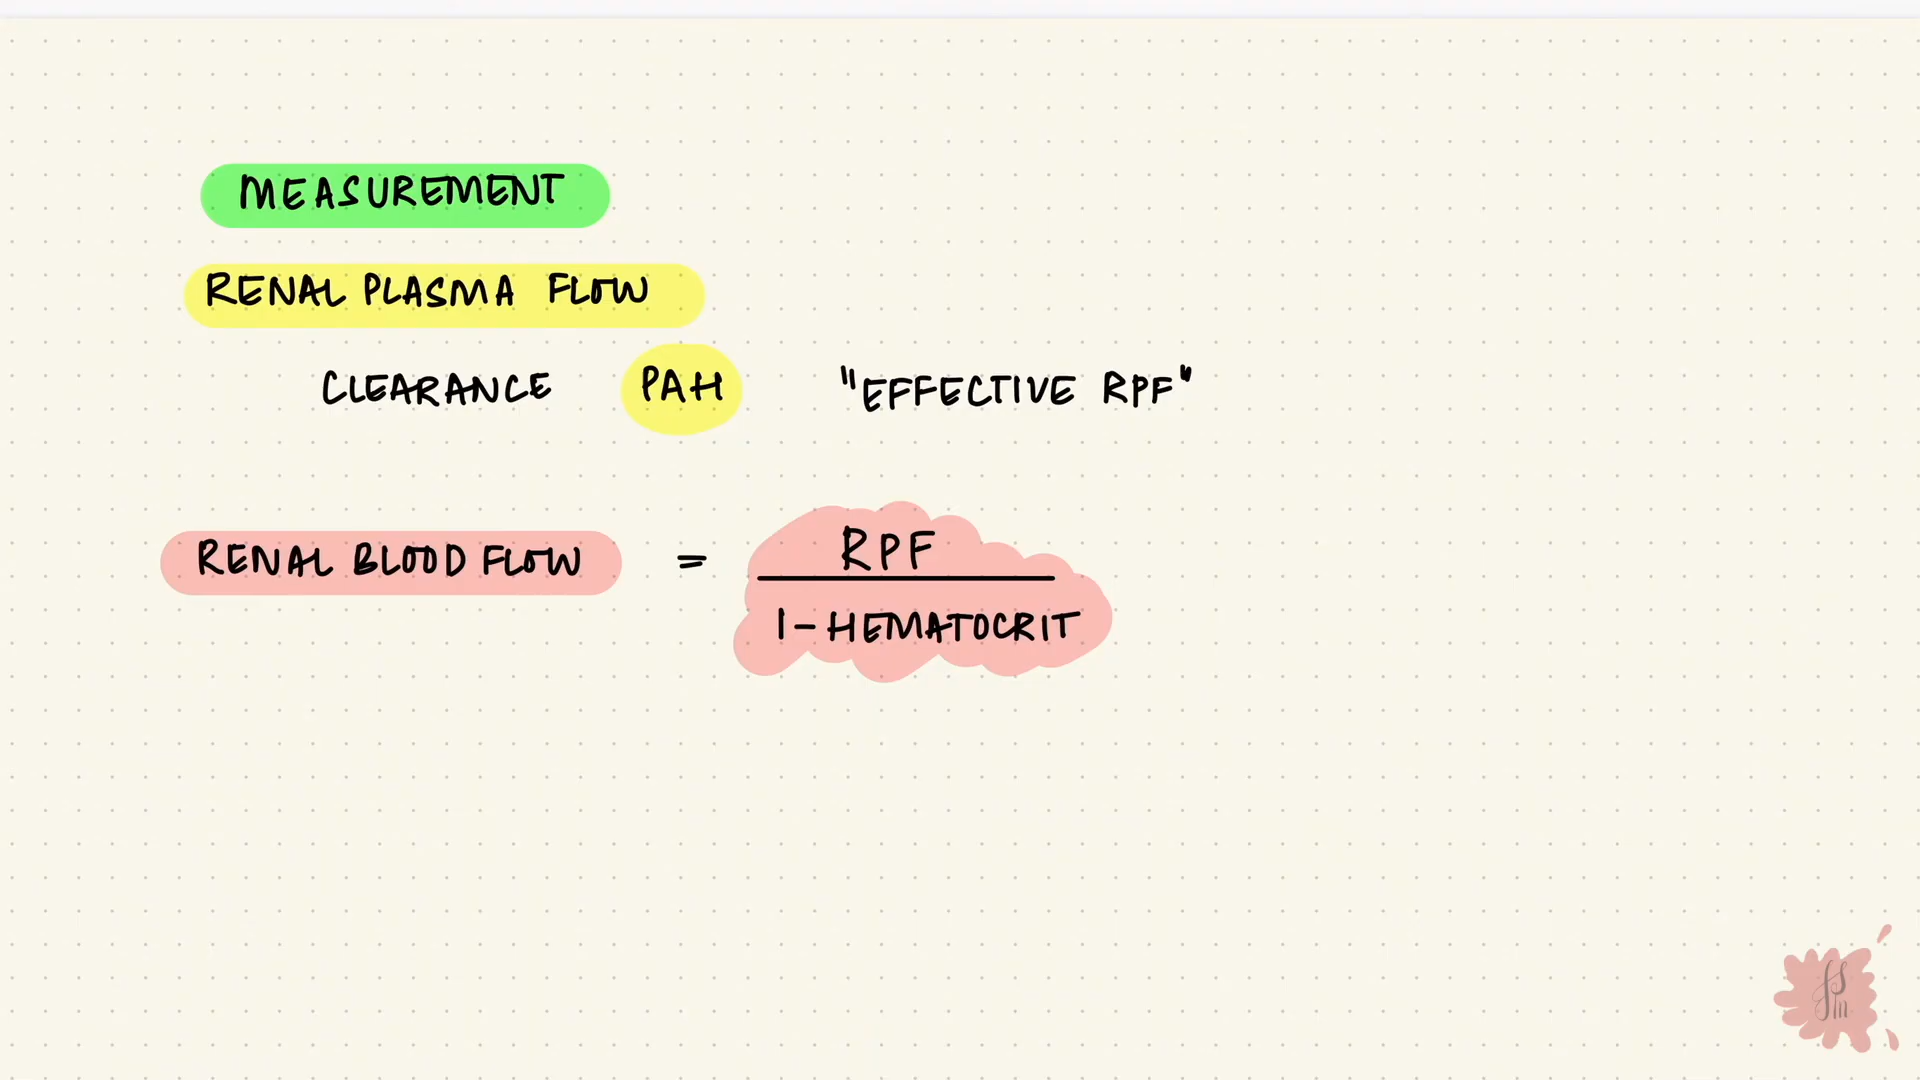 MEASUREMENT
RENAL PLASMA FLOW
CLEARANCE PAH "EFFECTIVE RPF"
RENAL BLOOD FLOW = RPF
1-HEMATOCRIT